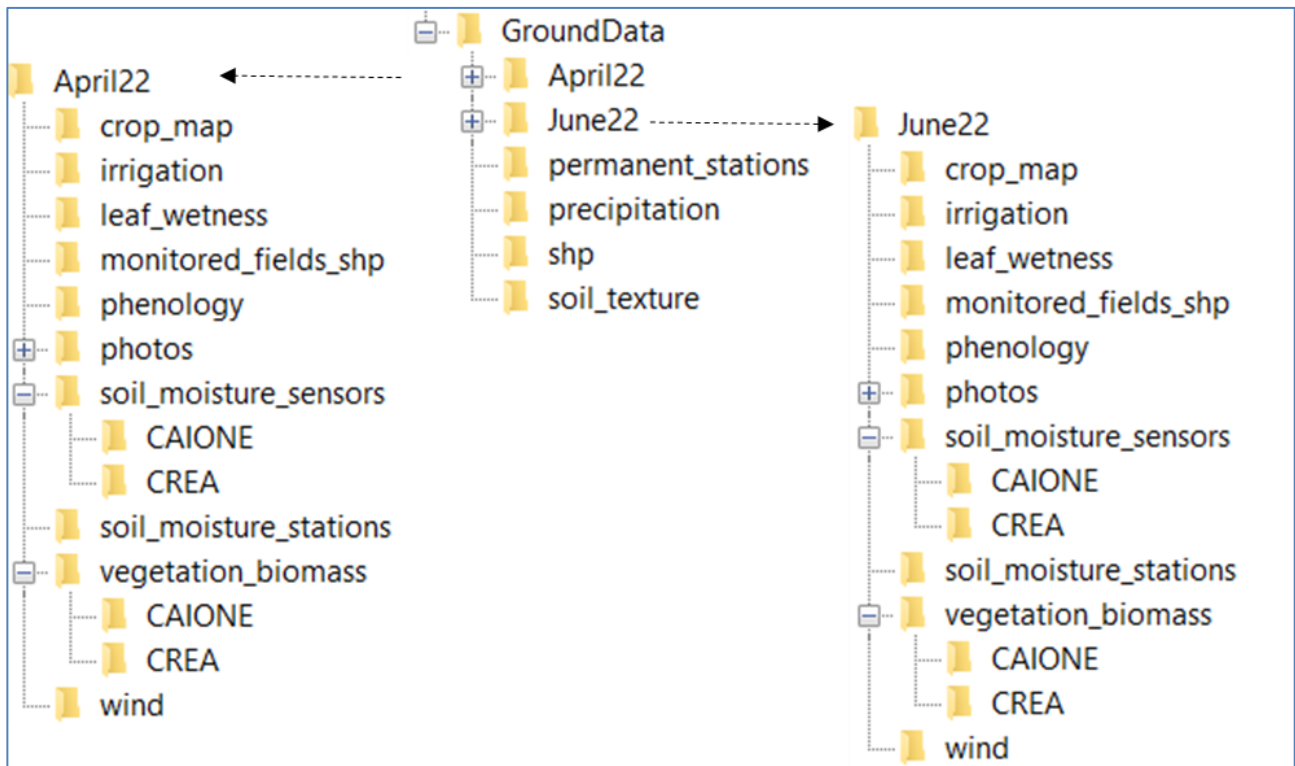 GroundData
April22
June22
permanent_stations
precipitation
shp
soil_texture
April22
crop_map
irrigation
leaf_wetness
monitored_fields_shp
phenology
photos
soil_moisture_sensors
CAIONE
CREA
soil_moisture_stations
vegetation_biomass
CAIONE
CREA
wind
June22
crop_map
irrigation
leaf_wetness
monitored_fields_shp
phenology
photos
soil_moisture_sensors
CAIONE
CREA
soil_moisture_stations
vegetation_biomass
CAIONE
CREA
wind